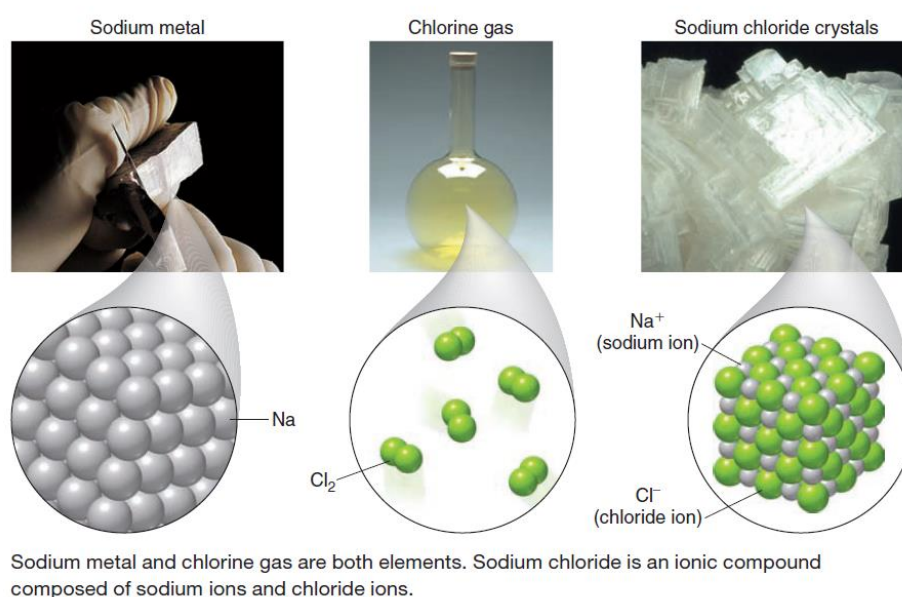 Sodium metal
Chlorine gas
Sodium chloride crystals
Na⁺
(sodium ion)
Na
Cl₂
Cl⁻
(chloride ion)
Sodium metal and chlorine gas are both elements. Sodium chloride is an ionic compound
composed of sodium ions and chloride ions.